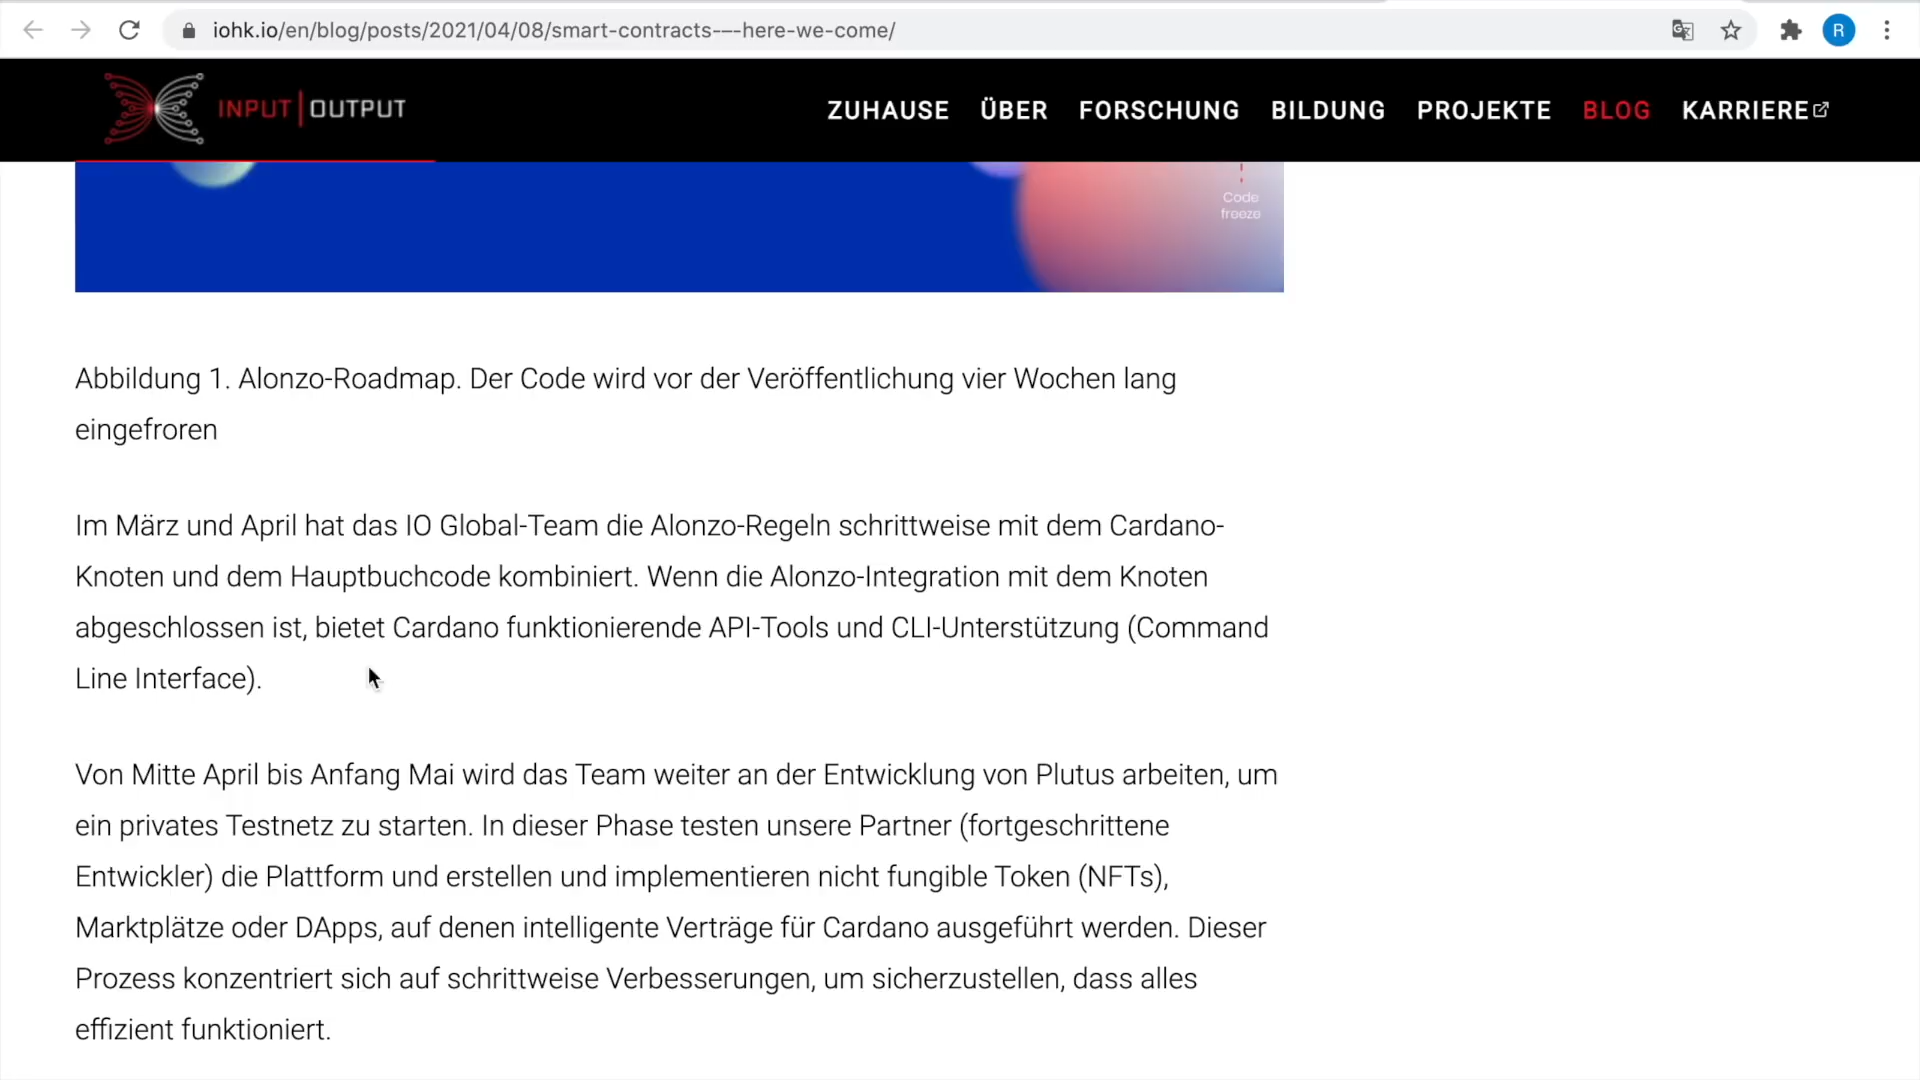 iohk.io/en/blog/posts/2021/04/08/smart-contracts-–-here-we-come/
R
INPUT|OUTPUT
ZUHAUSE ÜBER FORSCHUNG BILDUNG PROJEKTE BLOG KARRIERE
Code
freeze
Abbildung 1. Alonzo-Roadmap. Der Code wird vor der Veröffentlichung vier Wochen lang
eingefroren
Im März und April hat das IO Global-Team die Alonzo-Regeln schrittweise mit dem Cardano-
Knoten und dem Hauptbuchcode kombiniert. Wenn die Alonzo-Integration mit dem Knoten
abgeschlossen ist, bietet Cardano funktionierende API-Tools und CLI-Unterstützung (Command
Line Interface).
Von Mitte April bis Anfang Mai wird das Team weiter an der Entwicklung von Plutus arbeiten, um
ein privates Testnetz zu starten. In dieser Phase testen unsere Partner (fortgeschrittene
Entwickler) die Plattform und erstellen und implementieren nicht fungible Token (NFTs),
Marktplätze oder DApps, auf denen intelligente Verträge für Cardano ausgeführt werden. Dieser
Prozess konzentriert sich auf schrittweise Verbesserungen, um sicherzustellen, dass alles
effizient funktioniert.